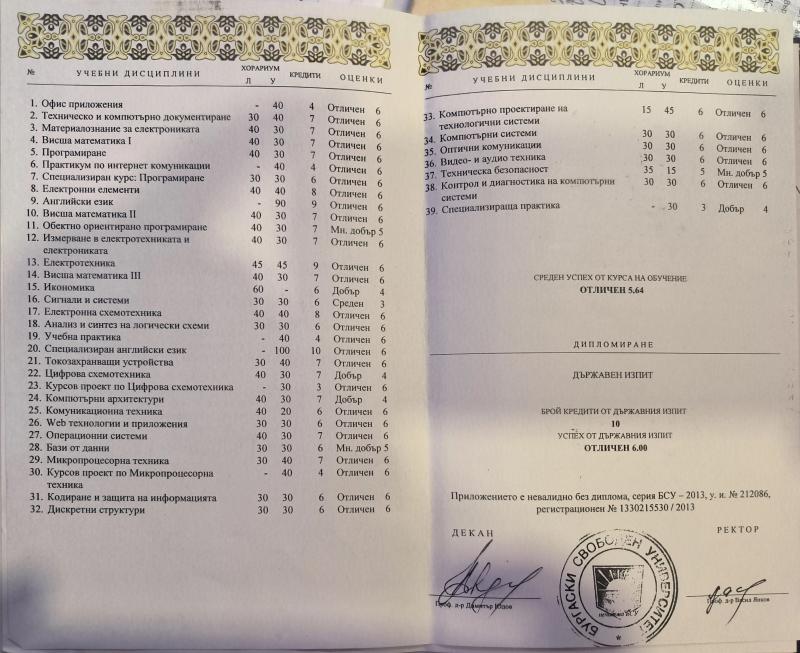 № УЧЕБНИ ДИСЦИПЛИНИ ХОРАРИУМ КРЕДИТИ ОЦЕНКИ
Л У
1. Офис приложения - 40 4 Отличен 6
2. Техническо и компютърно документиране 30 40 7 Отличен 6
3. Материалознание за електрониката 40 30 7 Отличен 6
4. Висша математика I 40 30 7 Отличен 6
5. Програмиране 40 30 7 Отличен 6
6. Практикум по интернет комуникации - 40 4 Отличен 6
7. Специализиран курс: Програмиране 30 30 6 Отличен 6
8. Електронни елементи 40 40 8 Отличен 6
9. Английски език - 90 9 Отличен 6
10. Висша математика II 40 30 7 Отличен 6
11. Обектно ориентирано програмиране 40 30 7 Мн. добър 5
12. Измерване в електротехниката и 40 30 7 Отличен 6
електрониката
13. Електротехника 45 45 9 Отличен 6
14. Висша математика III 40 30 7 Отличен 6
15. Икономика 60 - 6 Добър 4
16. Сигнали и системи 30 30 6 Среден 3
17. Електронна схемотехника 40 40 8 Отличен 6
18. Анализ и синтез на логически схеми 30 30 6 Отличен 6
19. Учебна практика - 40 4 Отличен 6
20. Специализиран английски език - 100 10 Отличен 6
21. Токозахранващи устройства 30 40 7 Отличен 6
22. Цифрова схемотехника 40 30 7 Добър 4
23. Курсов проект по Цифрова схемотехника - 30 3 Отличен 6
24. Компютърни архитектури 40 30 7 Добър 4
25. Комуникационна техника 40 20 6 Отличен 6
26. Web технологии и приложения 30 30 6 Отличен 6
27. Операционни системи 40 30 7 Отличен 6
28. Бази от данни 30 30 6 Мн. добър 5
29. Микропроцесорна техника 30 40 7 Отличен 6
30. Курсов проект по Микропроцесорна - 40 4 Отличен 6
техника
31. Кодиране и защита на информацията 30 30 6 Отличен 6
32. Дискретни структури 30 30 6 Отличен 6
№ УЧЕБНИ ДИСЦИПЛИНИ ХОРАРИУМ КРЕДИТИ ОЦЕНКИ
Л У
33. Компютърно проектиране на 15 45 6 Отличен 6
технологични системи
34. Компютърни системи 30 30 6 Отличен 6
35. Оптични комуникации 30 30 6 Отличен 6
36. Видео- и аудио техника 30 30 6 Отличен 6
37. Техническа безопасност 35 15 5 Мн. добър 5
38. Контрол и диагностика на компютърни 30 30 6 Отличен 6
системи
39. Специализираща практика - 30 3 Добър 4
СРЕДЕН УСПЕХ ОТ КУРСА НА ОБУЧЕНИЕ
ОТЛИЧЕН 5.64
ДИПЛОМИРАНЕ
ДЪРЖАВЕН ИЗПИТ
БРОЙ КРЕДИТИ ОТ ДЪРЖАВНИЯ ИЗПИТ
10
УСПЕХ ОТ ДЪРЖАВНИЯ ИЗПИТ
ОТЛИЧЕН 6.00
Приложението е невалидно без диплома, серия БСУ – 2013, у. и. № 212086,
регистрационен № 1330215530 / 2013
ДЕКАН
РЕКТОР
БУРГАСКИ СВОБОДЕН УНИВЕРСИТЕТ
Проф. д-р Димитър Юдов
Проф. д-р Васил Янков